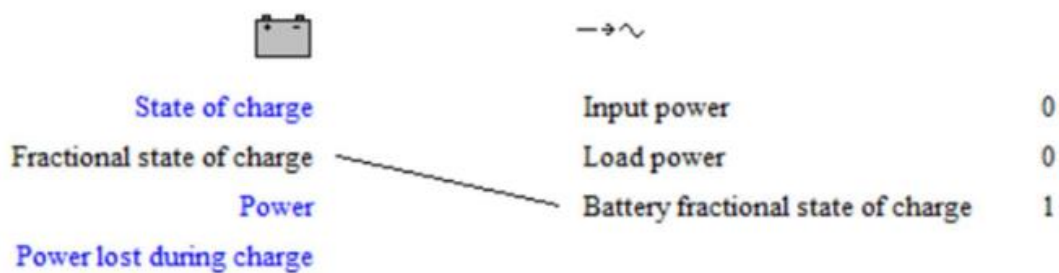 State of charge Input power 0
Fractional state of charge Load power 0
Power Battery fractional state of charge 1
Power lost during charge